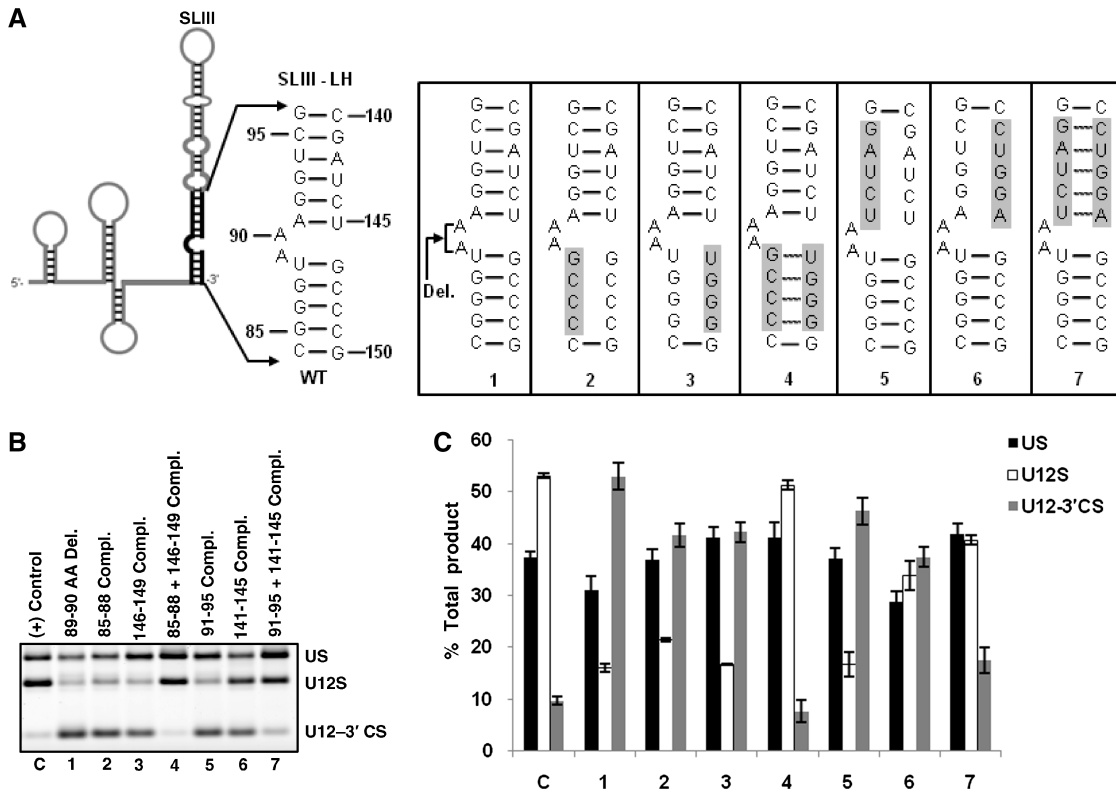 A
SLIII
SLIII - LH
5'-
-3'
G C 140
95 C G
U A
G U
G C
A U 145
90 A
A
U G
G C
G C
85 G C
C G 150
WT
G C
C G
U A
G U
G C
A U
A
A
Del.
U G
G C
G C
G C
C G
1
G C
C G
U A
G U
G C
A U
A
A
G G
C C
C C
C C
C G
2
G C
C G
U A
G U
G C
A U
A
A
U U
G G
G G
G G
C G
3
G C
C G
U A
G U
G C
A U
A
A
G U
C G
C G
C G
C G
4
G C
G G
A A
U U
C C
U U
A
A
U G
G C
G C
G C
C G
5
G C
C C
U U
G G
G G
A A
A
A
U G
G C
G C
G C
C G
6
G C
G C
A U
U G
C G
U A
A
A
U G
G C
G C
G C
C G
7
B
(+) Control
89-90 AA Del.
85-88 Compl.
146-149 Compl.
85-88 + 146-149 Compl.
91-95 Compl.
141-145 Compl.
91-95 + 141-145 Compl.
US
U12S
U12–3′ CS
C 1 2 3 4 5 6 7
C
% Total product
60
50
40
30
20
10
0
C 1 2 3 4 5 6 7
US
U12S
U12-3′CS